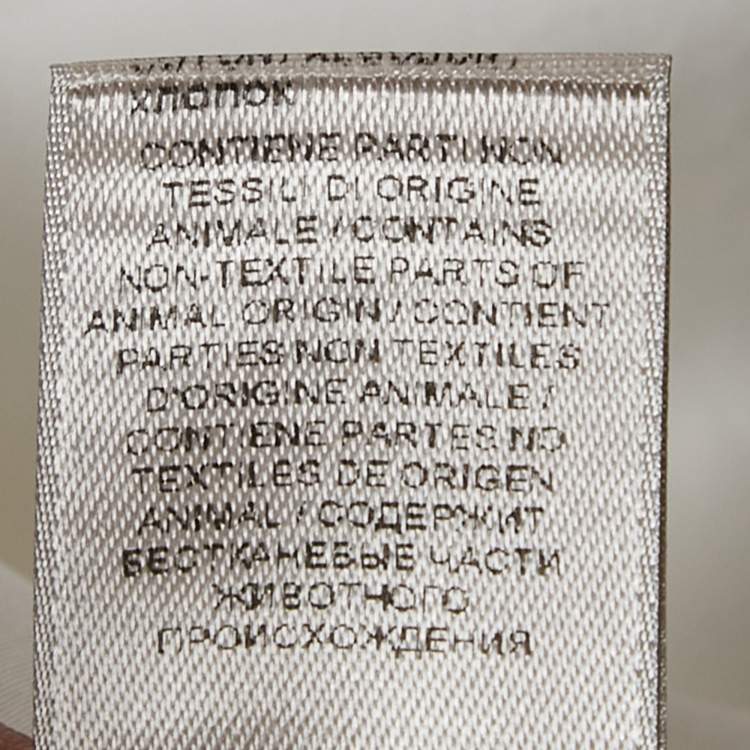 ХЛОПОК
CONTIENE PARTI NON
TESSILI DI ORIGINE
ANIMALE / CONTAINS
NON-TEXTILE PARTS OF
ANIMAL ORIGIN / CONTIENT
PARTIES NON TEXTILES
D'ORIGINE ANIMALE /
CONTIENE PARTES NO
TEXTILES DE ORIGEN
ANIMAL / СОДЕРЖИТ
БЕСТКАНЕВЫЕ ЧАСТИ
ЖИВОТНОГО
ПРОИСХОЖДЕНИЯ